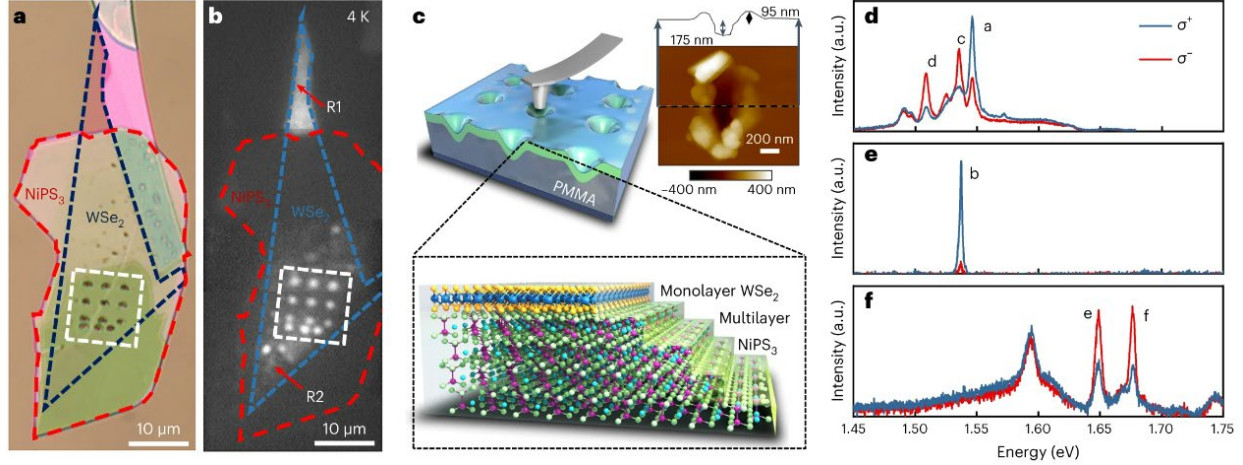 a
NiPS3
WSe2
10 µm
b
4 K
R1
NiPS3
WSe2
R2
10 µm
c
175 nm
95 nm
200 nm
−400 nm
400 nm
PMMA
Monolayer WSe2
Multilayer
NiPS3
d
Intensity (a.u.)
d
c
a
σ+
σ−
e
Intensity (a.u.)
b
f
Intensity (a.u.)
e
f
1.45 1.50 1.55 1.60 1.65 1.70 1.75
Energy (eV)